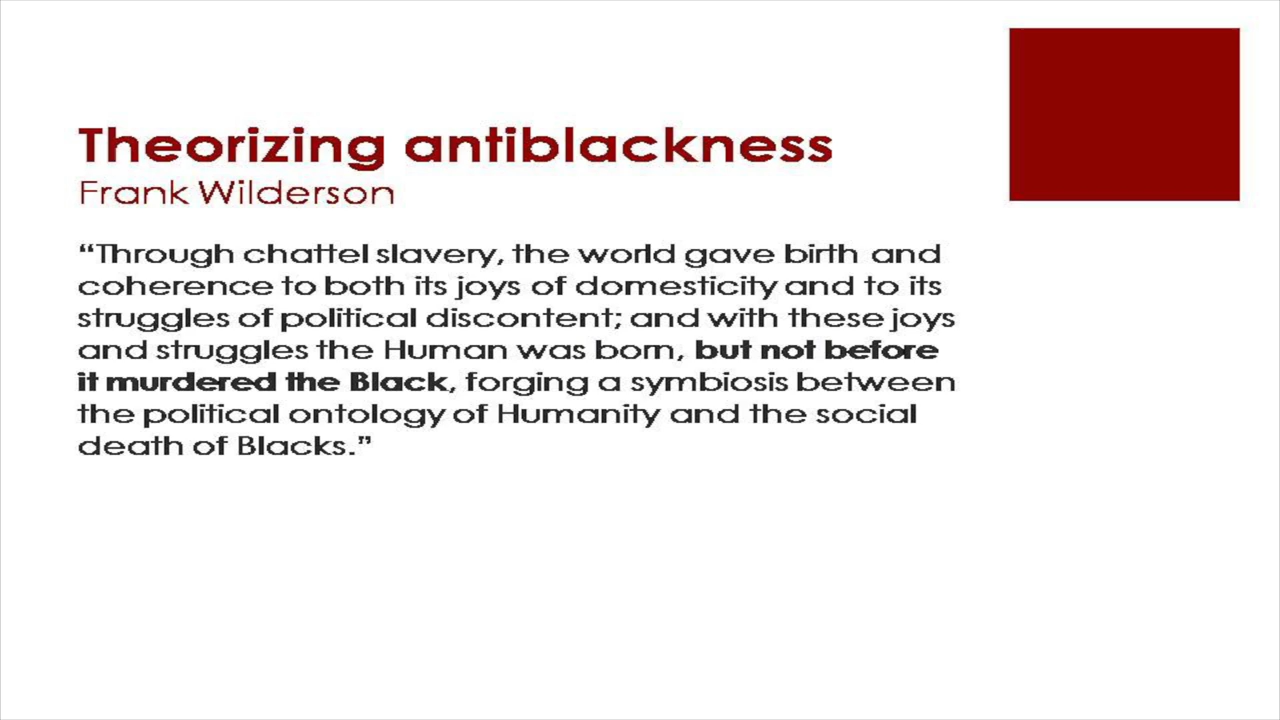 Theorizing antiblackness
Frank Wilderson
“Through chattel slavery, the world gave birth and
coherence to both its joys of domesticity and to its
struggles of political discontent; and with these joys
and struggles the Human was born, but not before
it murdered the Black, forging a symbiosis between
the political ontology of Humanity and the social
death of Blacks.”